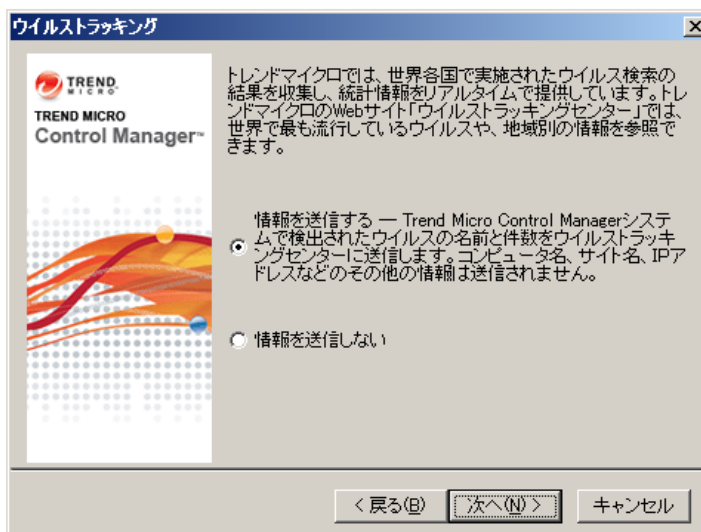 ウイルストラッキング
TREND
MICRO
TREND MICRO
Control Manager™
トレンドマイクロでは、世界各国で実施されたウイルス検索の
結果を収集し、統計情報をリアルタイムで提供しています。トレ
ンドマイクロのWebサイト「ウイルストラッキングセンター」では、
世界で最も流行しているウイルスや、地域別の情報を参照で
きます。
情報を送信する — Trend Micro Control Managerシステ
ムで検出されたウイルスの名前と件数をウイルストラッキ
ングセンターに送信します。コンピュータ名、サイト名、IPア
ドレスなどのその他の情報は送信されません。
情報を送信しない
< 戻る(B)
次へ(N) >
キャンセル